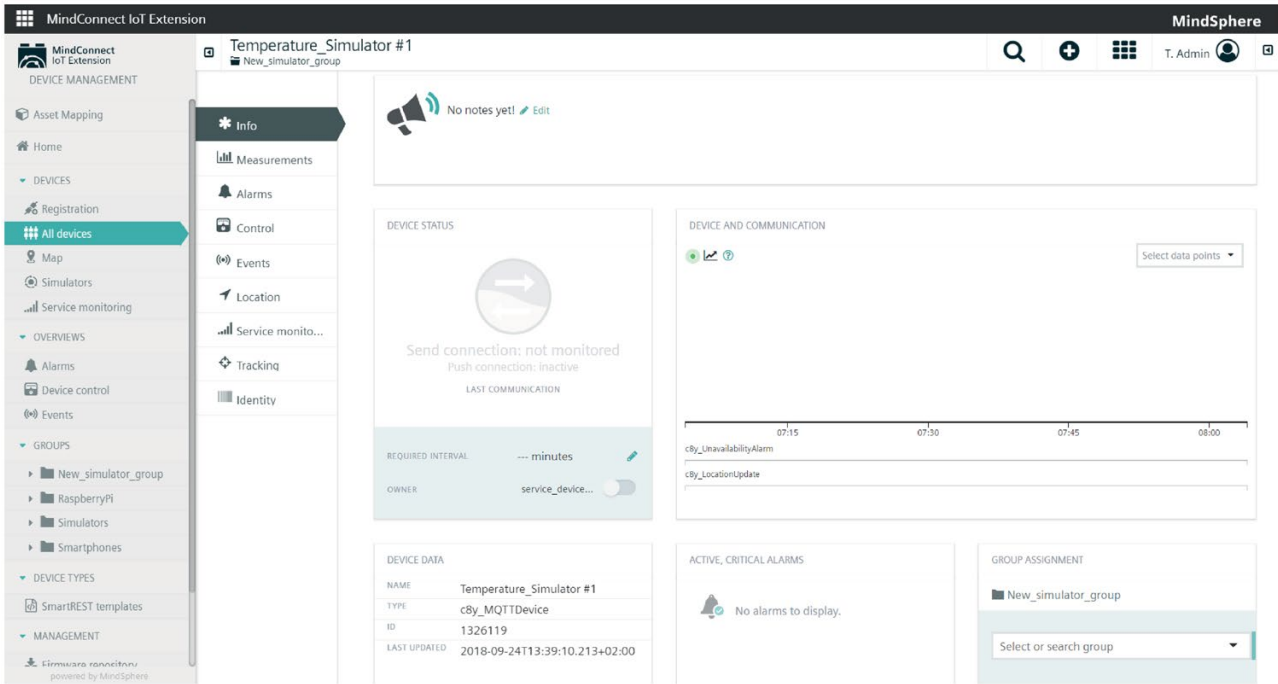 MindConnect IoT Extension
MindSphere
MindConnect
IoT Extension
DEVICE MANAGEMENT
Asset Mapping
Home
DEVICES
Registration
All devices
Map
Simulators
Service monitoring
OVERVIEWS
Alarms
Device control
Events
GROUPS
New_simulator_group
RaspberryPi
Simulators
Smartphones
DEVICE TYPES
SmartREST templates
MANAGEMENT
Firmware repository
powered by MindSphere
Temperature_Simulator #1
New_simulator_group
T. Admin
Info
Measurements
Alarms
Control
Events
Location
Service monito...
Tracking
Identity
No notes yet! Edit
DEVICE STATUS
Send connection: not monitored
Push connection: inactive
LAST COMMUNICATION
REQUIRED INTERVAL --- minutes
OWNER service_device...
DEVICE AND COMMUNICATION
Select data points
07:15 07:30 07:45 08:00
c8y_UnavailabilityAlarm
c8y_LocationUpdate
DEVICE DATA
NAME Temperature_Simulator #1
TYPE c8y_MQTTDevice
ID 1326119
LAST UPDATED 2018-09-24T13:39:10.213+02:00
ACTIVE, CRITICAL ALARMS
No alarms to display.
GROUP ASSIGNMENT
New_simulator_group
Select or search group